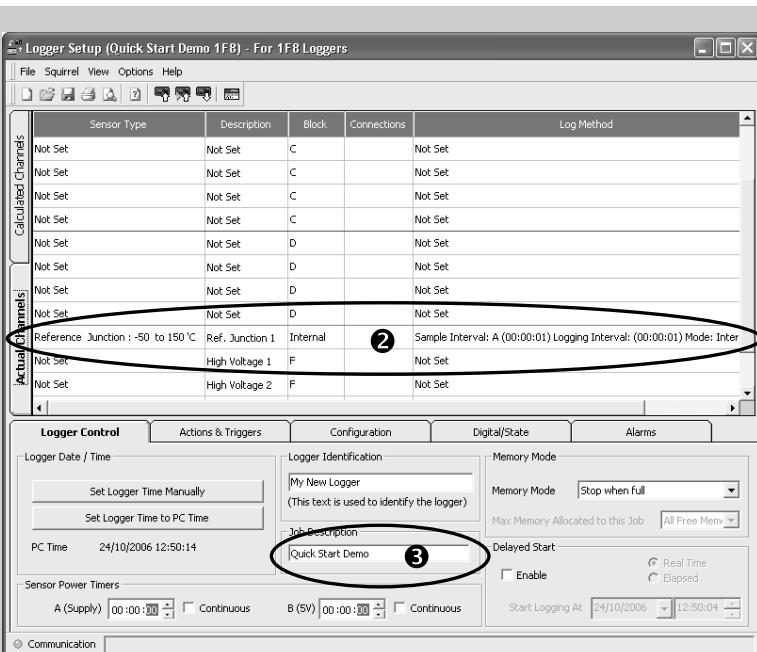 Logger Setup (Quick Start Demo 1F8) - For 1F8 Loggers
File Squirrel View Options Help
Sensor Type Description Block Connections Log Method
Calculated Channels
Actual Channels
Not Set Not Set C Not Set
Not Set Not Set C Not Set
Not Set Not Set C Not Set
Not Set Not Set C Not Set
Not Set Not Set D Not Set
Not Set Not Set D Not Set
Not Set Not Set D Not Set
Not Set Not Set D Not Set
Reference Junction : -50 to 150 'C Ref. Junction 1 Internal 2 Sample Interval: A (00:00:01) Logging Interval: (00:00:01) Mode: Inter
Not Set High Voltage 1 F Not Set
Not Set High Voltage 2 F Not Set
Logger Control Actions & Triggers Configuration Digital/State Alarms
Logger Date / Time
Set Logger Time Manually
Set Logger Time to PC Time
PC Time 24/10/2006 12:50:14
Logger Identification
My New Logger
(This text is used to identify the logger)
Job Description
Quick Start Demo 3
Memory Mode
Memory Mode Stop when full
Max Memory Allocated to this Job All Free Mem
Delayed Start
Enable
Real Time
Elapsed
Start Logging At 24/10/2006 12:50:04
Sensor Power Timers
A (Supply) 00:00:00 Continuous B (5V) 00:00:00 Continuous
Communication